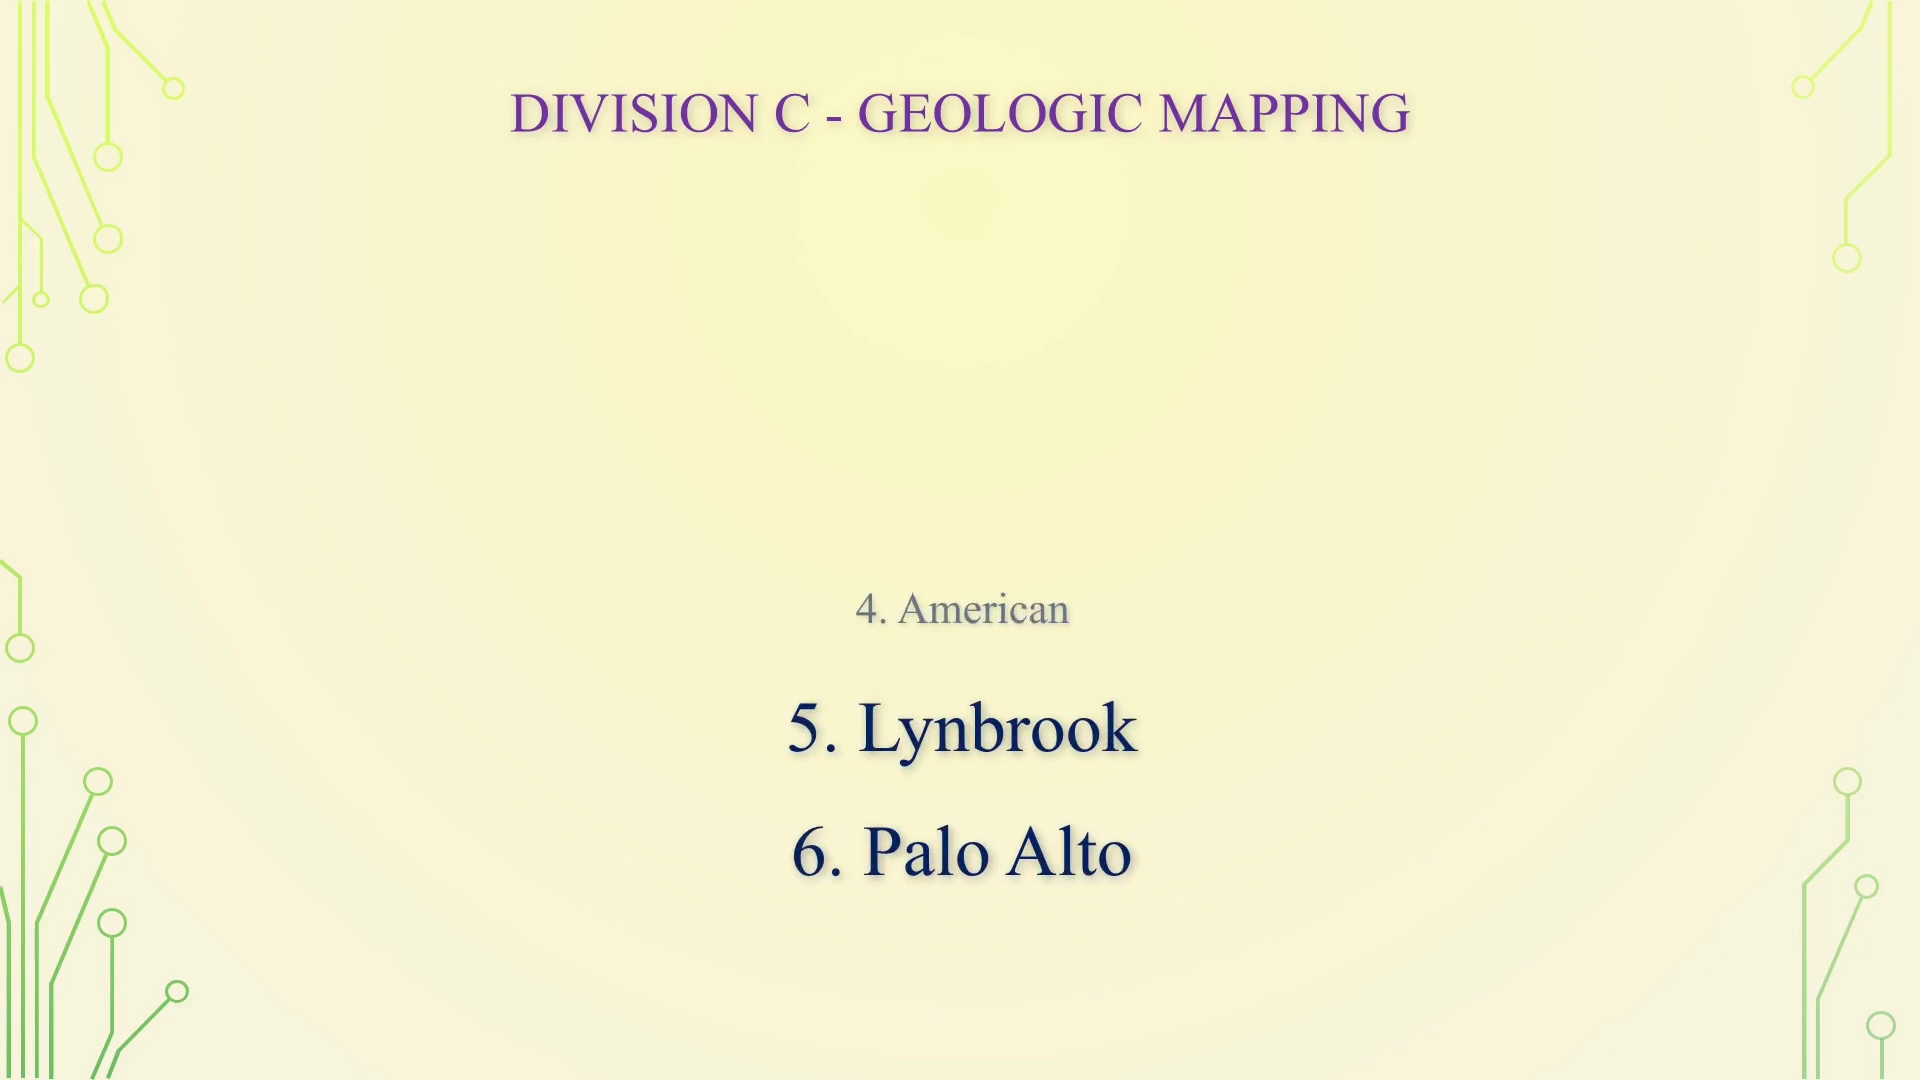 DIVISION C - GEOLOGIC MAPPING
4. American
5. Lynbrook
6. Palo Alto